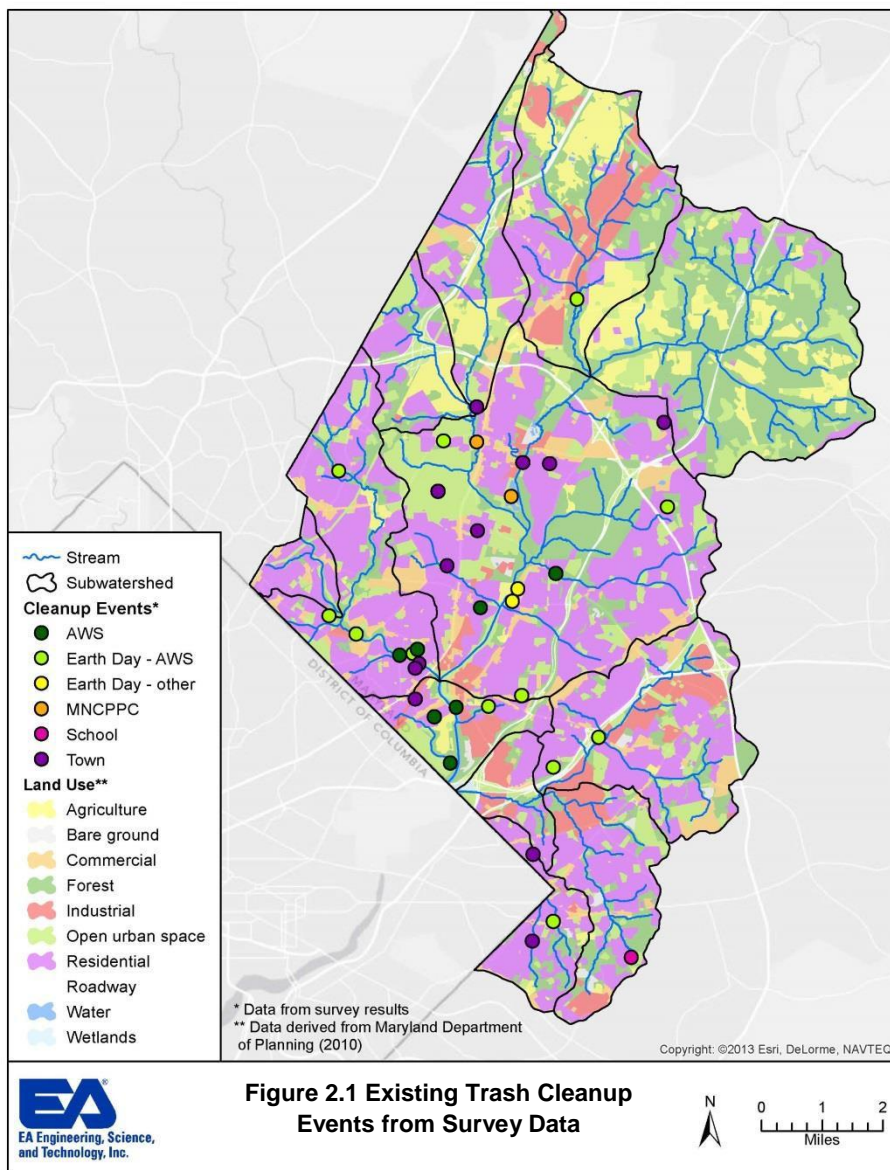 Stream
Subwatershed
Cleanup Events*
AWS
Earth Day - AWS
Earth Day - other
MNCPPC
School
Town
Land Use**
Agriculture
Bare ground
Commercial
Forest
Industrial
Open urban space
Residential
Roadway
Water
Wetlands
MARYLAND
DISTRICT OF COLUMBIA
* Data from survey results
** Data derived from Maryland Department
of Planning (2010)
Copyright: ©2013 Esri, DeLorme, NAVTEQ
EA®
EA Engineering, Science,
and Technology, Inc.
Figure 2.1 Existing Trash Cleanup
Events from Survey Data
N
0 1 2
Miles